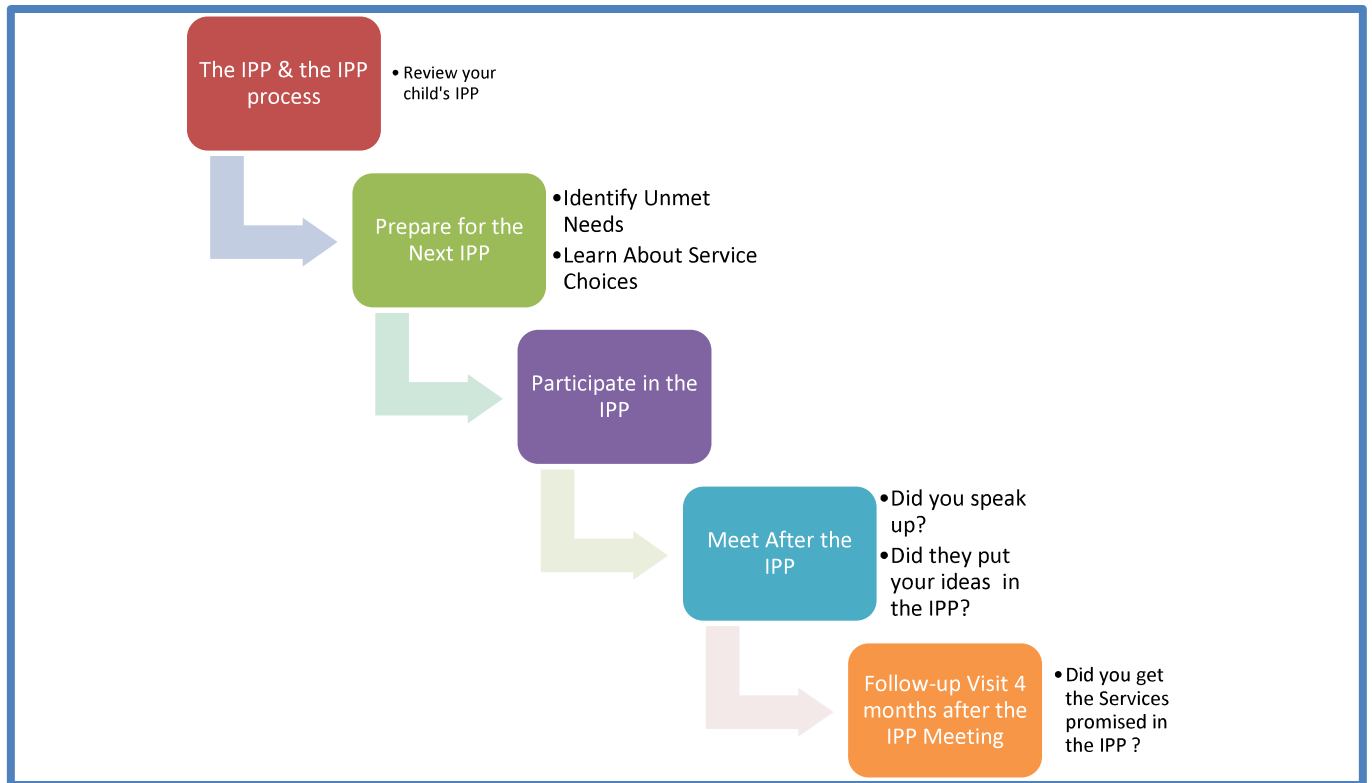 The IPP & the IPP
process
• Review your
child's IPP
Prepare for the
Next IPP
•Identify Unmet
Needs
•Learn About Service
Choices
Participate in the
IPP
Meet After the
IPP
•Did you speak
up?
•Did they put
your ideas  in
the IPP?
Follow-up Visit 4
months after the
IPP Meeting
•Did you get
the Services
promised in
the IPP ?